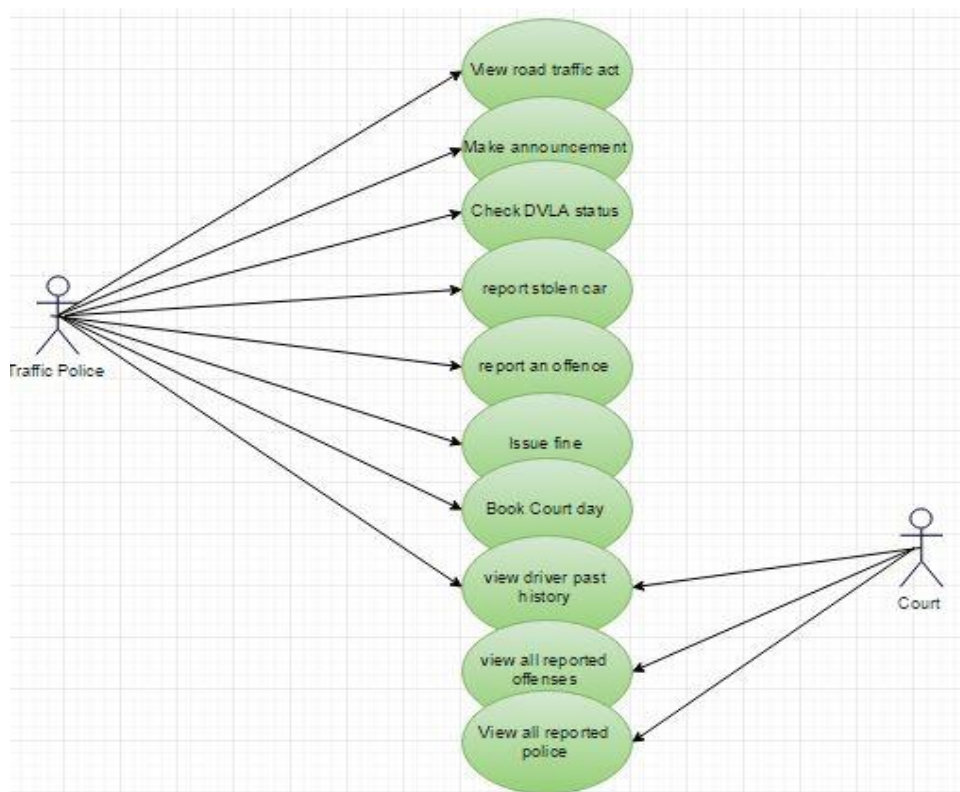 View road traffic act
Make announcement
Check DVLA status
report stolen car
report an offence
Traffic Police
Issue fine
Book Court day
view driver past
history
Court
view all reported
offenses
View all reported
police